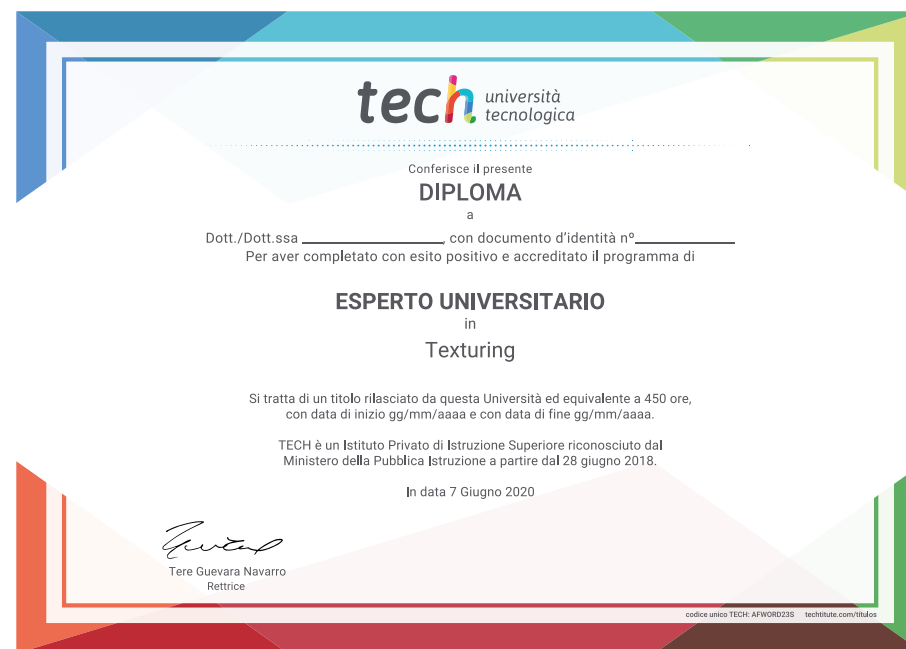 tech università
tecnologica
Conferisce il presente
DIPLOMA
a
Dott./Dott.ssa ____________________, con documento d'identità nº______________
Per aver completato con esito positivo e accreditato il programma di
ESPERTO UNIVERSITARIO
in
Texturing
Si tratta di un titolo rilasciato da questa Università ed equivalente a 450 ore,
con data di inizio gg/mm/aaaa e con data di fine gg/mm/aaaa.
TECH è un Istituto Privato di Istruzione Superiore riconosciuto dal
Ministero della Pubblica Istruzione a partire dal 28 giugno 2018.
In data 7 Giugno 2020
Tere Guevara Navarro
Rettrice
codice unico TECH: AFWORD23S techtitute.com/titulos